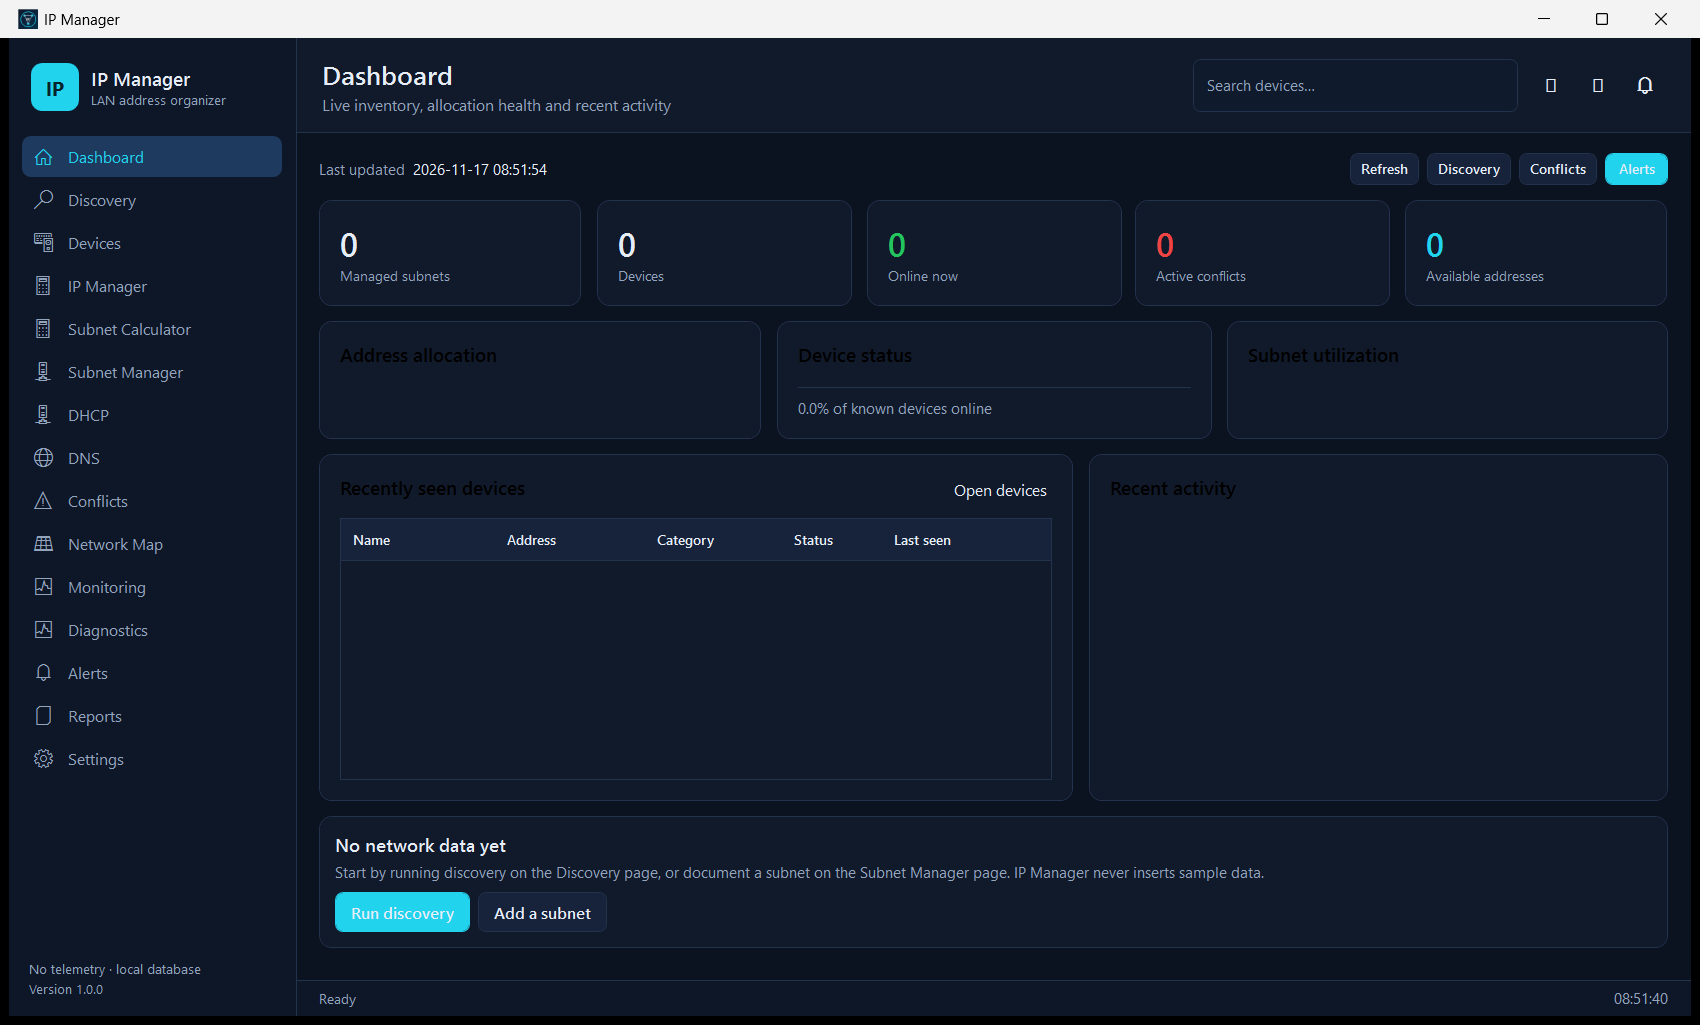 IP Manager
IP
IP Manager
LAN address organizer
Dashboard
Discovery
Devices
IP Manager
Subnet Calculator
Subnet Manager
DHCP
DNS
Conflicts
Network Map
Monitoring
Diagnostics
Alerts
Reports
Settings
No telemetry · local database
Version 1.0.0
Dashboard
Live inventory, allocation health and recent activity
Search devices...
Last updated 2026-11-17 08:51:54
Refresh
Discovery
Conflicts
Alerts
0
Managed subnets
0
Devices
0
Online now
0
Active conflicts
0
Available addresses
Address allocation
Device status
0.0% of known devices online
Subnet utilization
Recently seen devices
Open devices
Name Address Category Status Last seen
Recent activity
No network data yet
Start by running discovery on the Discovery page, or document a subnet on the Subnet Manager page. IP Manager never inserts sample data.
Run discovery
Add a subnet
Ready
08:51:40